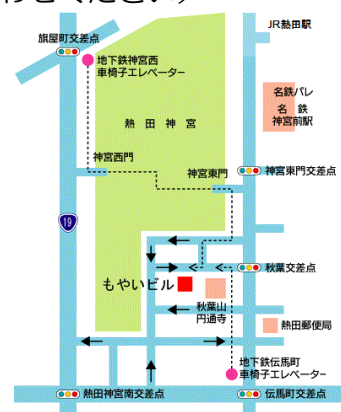 JR熱田駅
旗屋町交差点
地下鉄神宮西
車椅子エレベーター
名鉄パレ
名 鉄
神宮前駅
熱 田 神 宮
神宮西門
神宮東門
神宮東門交差点
19
秋葉交差点
もやいビル
秋葉山
円通寺
熱田郵便局
地下鉄伝馬町
車椅子エレベーター
熱田神宮南交差点
伝馬町交差点